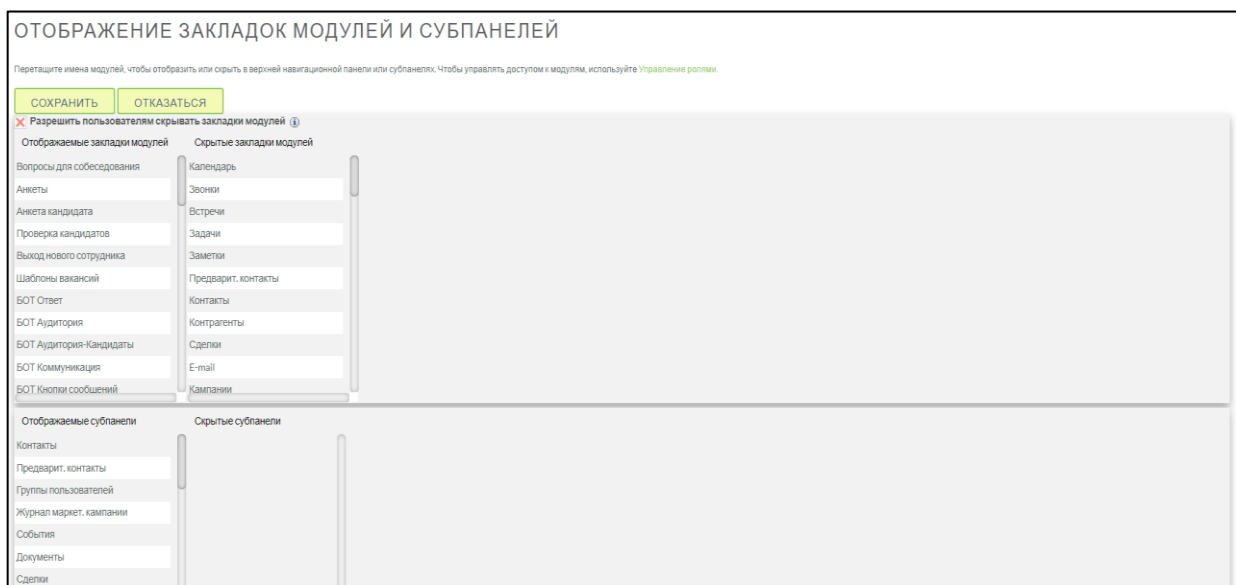 ОТОБРАЖЕНИЕ ЗАКЛАДОК МОДУЛЕЙ И СУБПАНЕЛЕЙ
Перетащите имена модулей, чтобы отобразить или скрыть в верхней навигационной панели или субпанелях. Чтобы управлять доступом к модулям, используйте Управление ролями.
СОХРАНИТЬ ОТКАЗАТЬСЯ
Разрешить пользователям скрывать закладки модулей
Отображаемые закладки модулей Скрытые закладки модулей
Вопросы для собеседования Календарь
Анкеты Звонки
Анкета кандидата Встречи
Проверка кандидатов Задачи
Выход нового сотрудника Заметки
Шаблоны вакансий Предварит. контакты
БОТ Ответ Контакты
БОТ Аудитория Контрагенты
БОТ Аудитория-Кандидаты Сделки
БОТ Коммуникация E-mail
БОТ Кнопки сообщений Кампании
Отображаемые субпанели Скрытые субпанели
Контакты
Предварит. контакты
Группы пользователей
Журнал маркет. кампании
События
Документы
Сделки